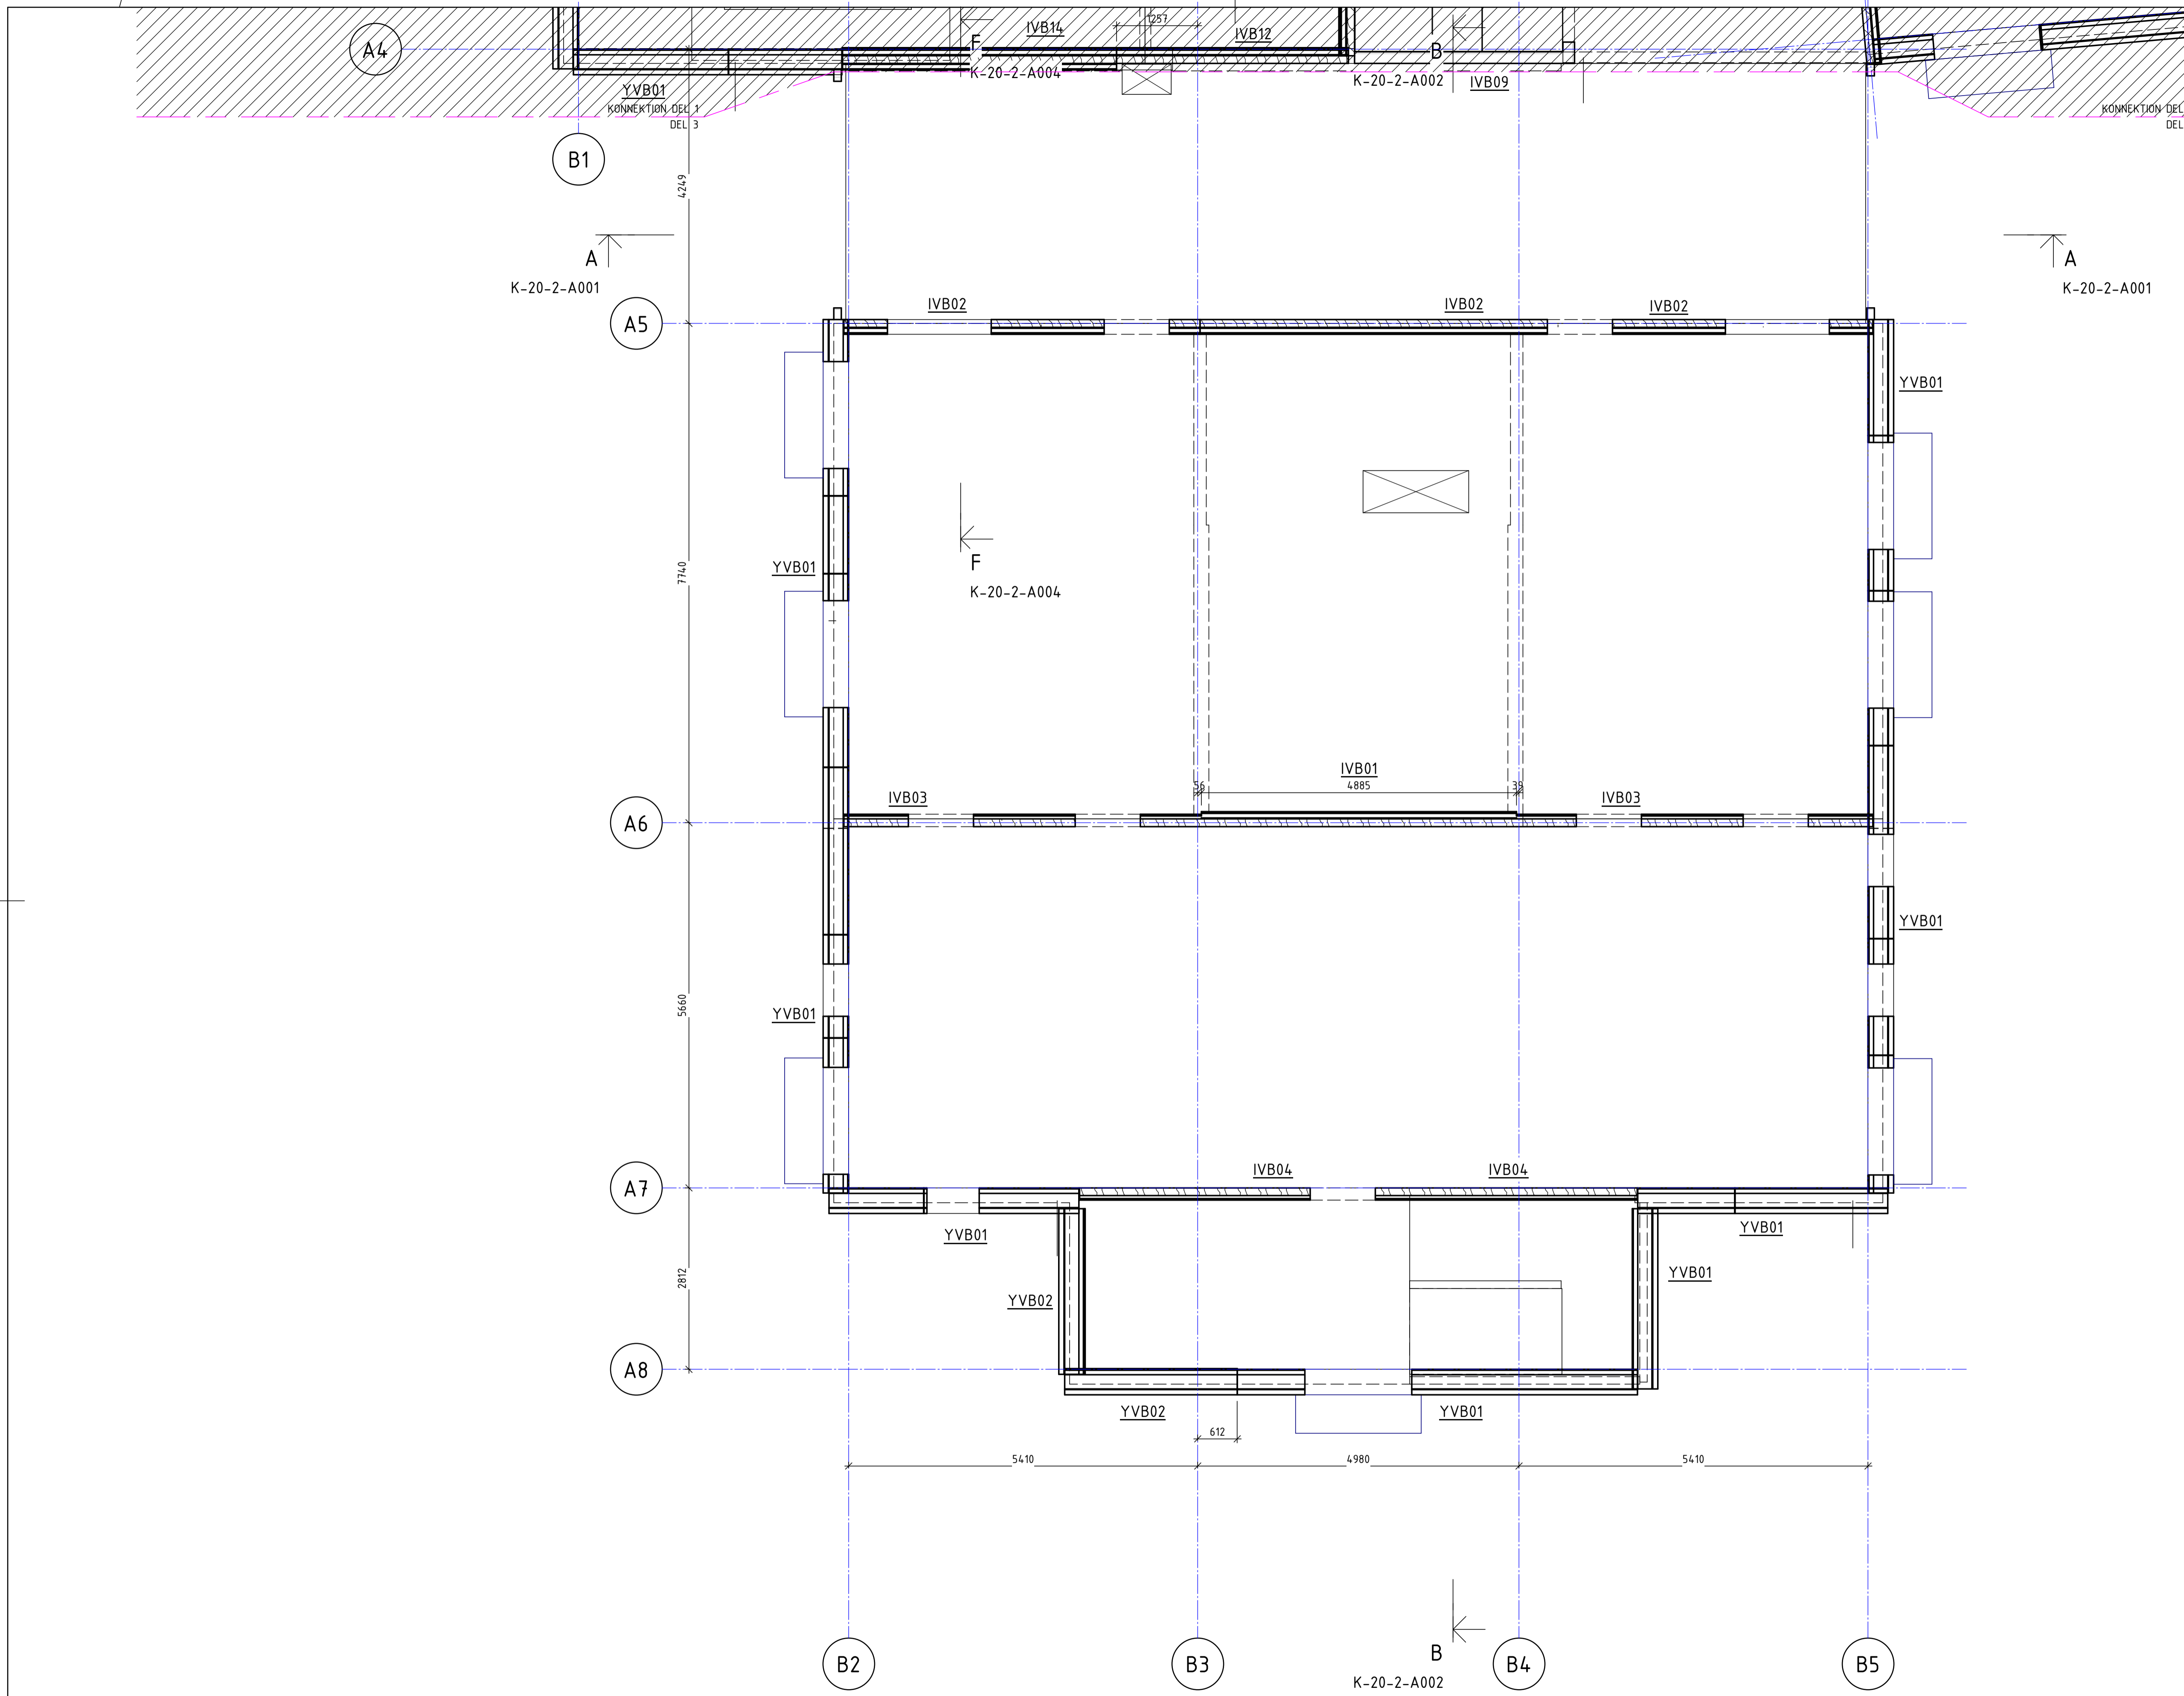 IVB14
1257
IVB12
A4
F
B
K-20-2-A004
K-20-2-A002
IVB09
YVB01
KONNEKTION DEL 1
DEL 3
KONNEKTION DEL
DEL
B1
4249
A
A
K-20-2-A001
K-20-2-A001
IVB02
IVB02
IVB02
A5
YVB01
F
YVB01
7740
K-20-2-A004
IVB01
56
4885
39
IVB03
IVB03
A6
YVB01
5660
YVB01
IVB04
IVB04
A7
YVB01
YVB01
2812
YVB01
YVB02
A8
YVB02
YVB01
612
5410
4980
5410
B
B2
B3
B4
B5
K-20-2-A002